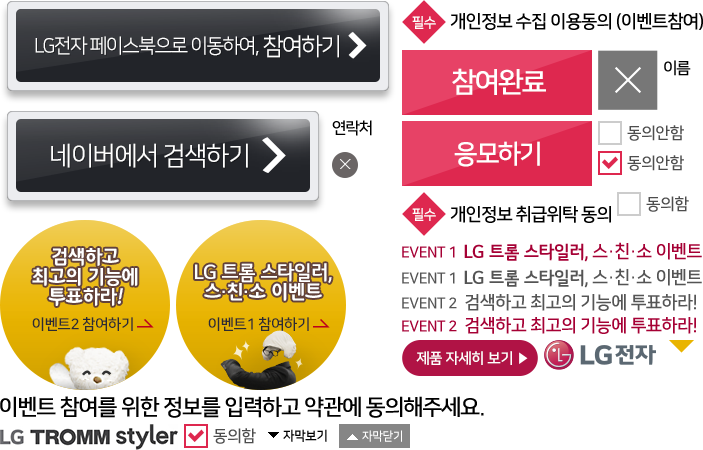 LG전자 페이스북으로 이동하여, 참여하기
필수 개인정보 수집 이용동의 (이벤트참여)
참여완료
이름
네이버에서 검색하기
연락처
응모하기
동의안함
동의안함
필수 개인정보 취급위탁 동의
동의함
검색하고
최고의 기능에
투표하라!
이벤트2 참여하기
LG 트롬 스타일러,
스·친·소 이벤트
이벤트1 참여하기
EVENT 1 LG 트롬 스타일러, 스·친·소 이벤트
EVENT 1 LG 트롬 스타일러, 스·친·소 이벤트
EVENT 2 검색하고 최고의 기능에 투표하라!
EVENT 2 검색하고 최고의 기능에 투표하라!
제품 자세히 보기
LG전자
이벤트 참여를 위한 정보를 입력하고 약관에 동의해주세요.
LG TROMM styler
동의함
자막보기
자막닫기